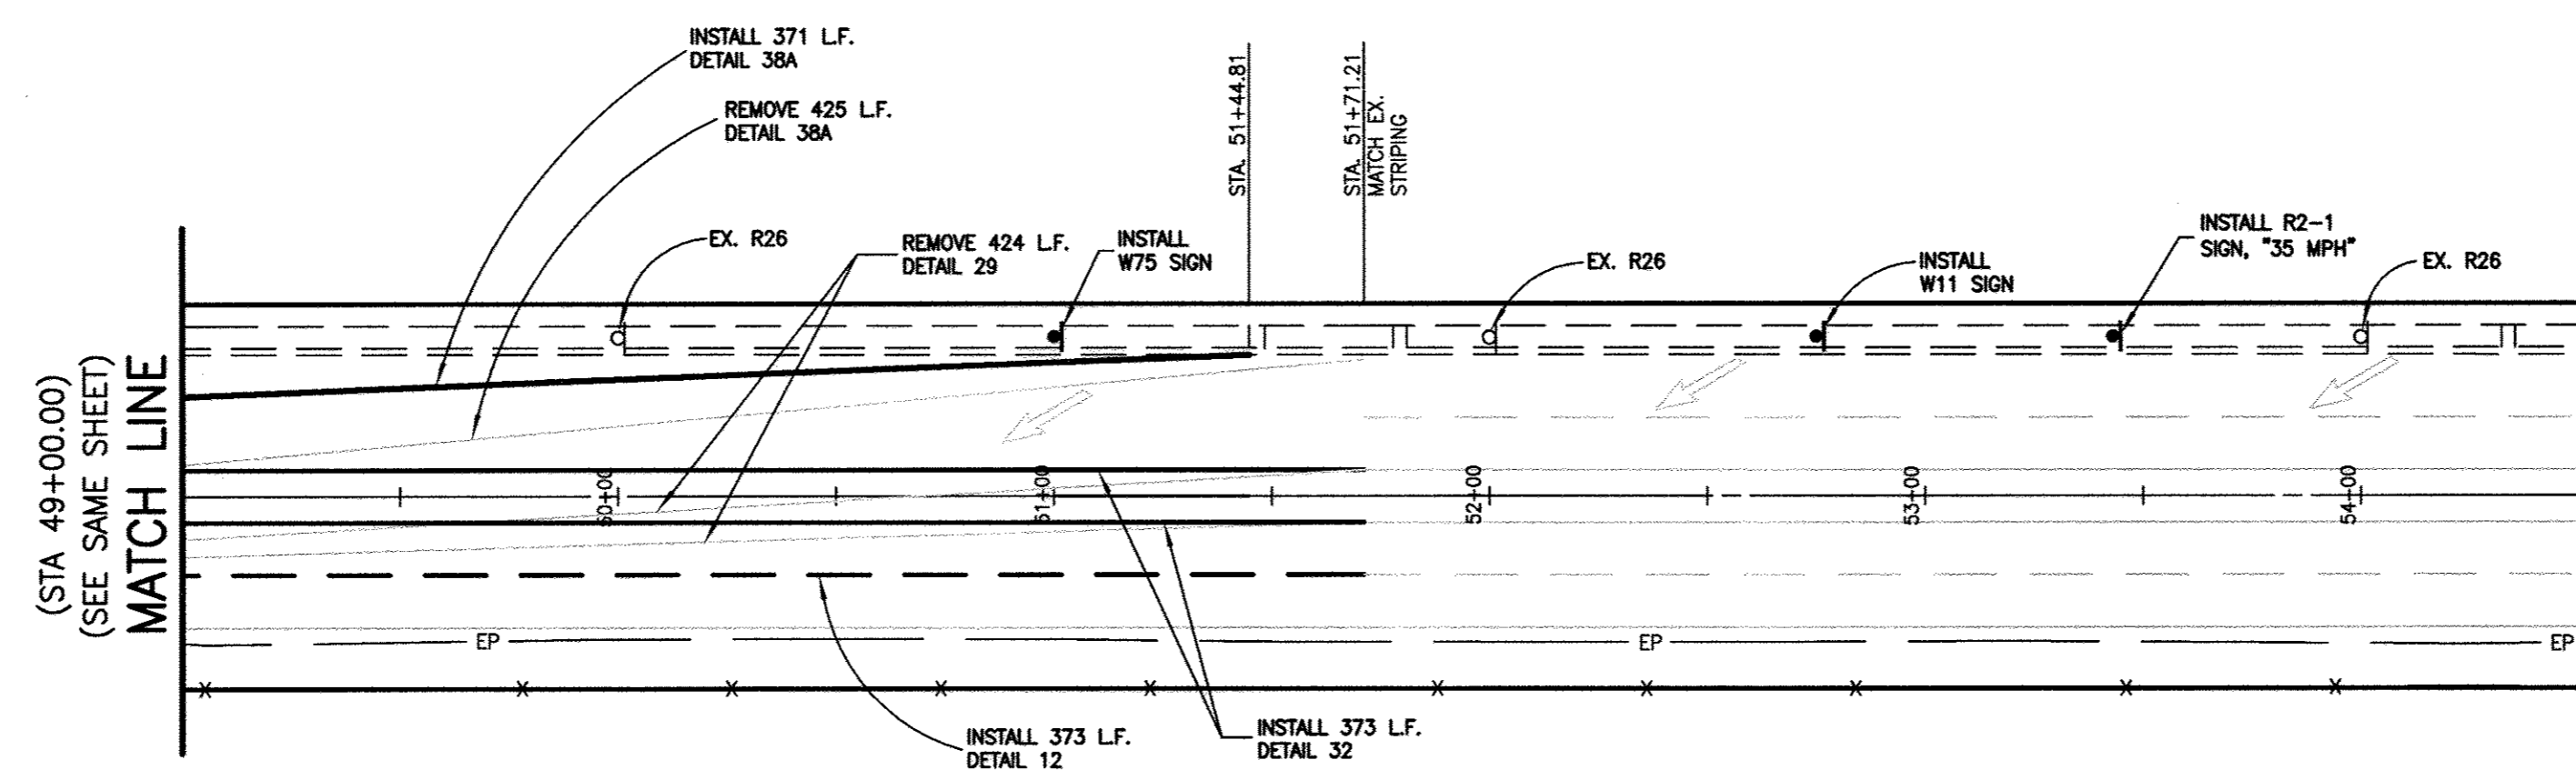 INSTALL 371 L.F.
DETAIL 38A
REMOVE 425 L.F.
DETAIL 38A
EX. R26
REMOVE 424 L.F.
DETAIL 29
INSTALL
W75 SIGN
STA. 51+44.81
STA. 51+71.21
MATCH EX.
STRIPING
EX. R26
INSTALL
W11 SIGN
INSTALL R2-1
SIGN, "35 MPH"
EX. R26
(STA 49+00.00)
(SEE SAME SHEET)
MATCH LINE
50+00
51+00
52+00
53+00
54+00
EP
EP
EP
INSTALL 373 L.F.
DETAIL 12
INSTALL 373 L.F.
DETAIL 32